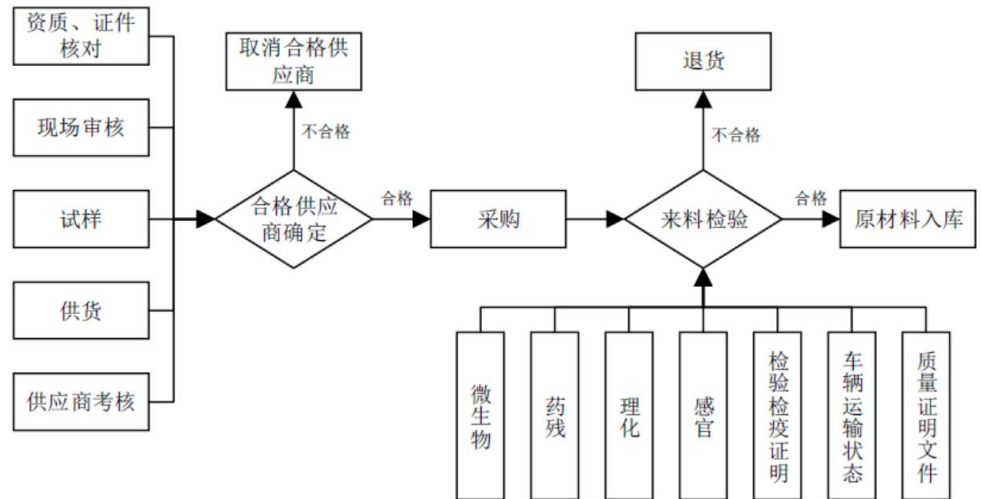 资质、证件
核对
现场审核
试样
供货
供应商考核
取消合格供
应商
不合格
合格供应
商确定
合格
采购
退货
不合格
来料检验
合格
原材料入库
微生物
药残
理化
感官
检验检疫证明
车辆运输状态
质量证明文件